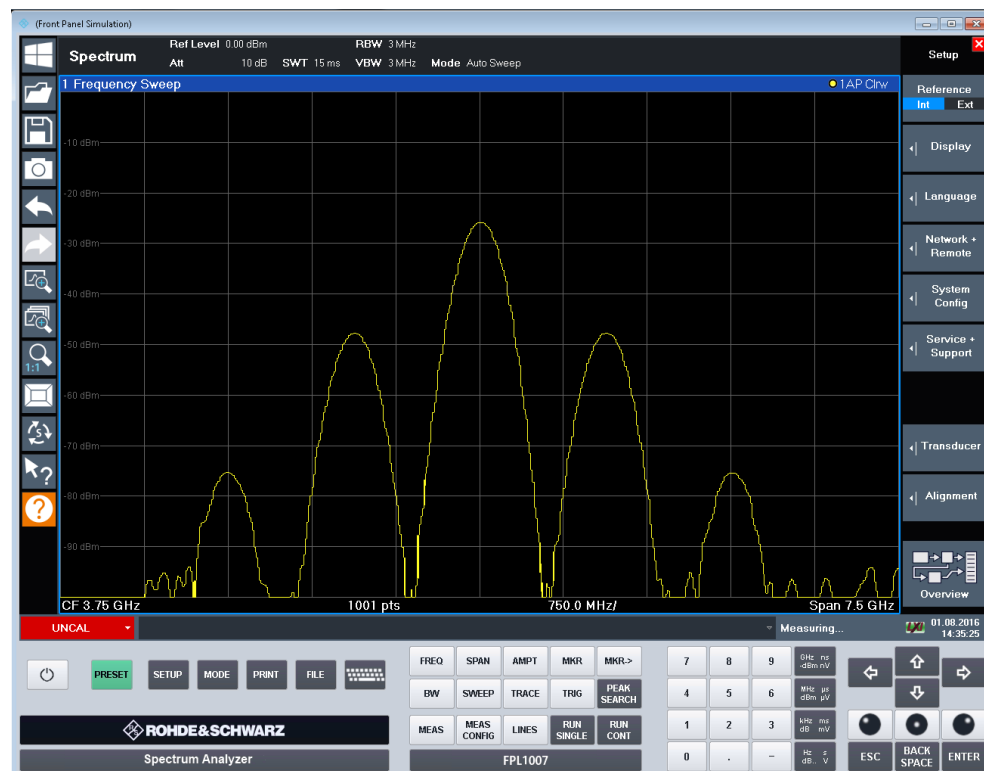 (Front Panel Simulation)
Spectrum
Ref Level 0.00 dBm RBW 3 MHz
Att 10 dB SWT 15 ms VBW 3 MHz Mode Auto Sweep
Setup
1 Frequency Sweep
1AP Clrw
Reference
Int Ext
Display
Language
Network +
Remote
System
Config
Service +
Support
Transducer
Alignment
Overview
-10 dBm
-20 dBm
-30 dBm
-40 dBm
-50 dBm
-60 dBm
-70 dBm
-80 dBm
-90 dBm
1:1
S
?
?
CF 3.75 GHz 1001 pts 750.0 MHz/ Span 7.5 GHz
UNCAL
Measuring...
01.08.2016
14:35:25
PRESET SETUP MODE PRINT FILE
FREQ SPAN AMPT MKR MKR->
BW SWEEP TRACE TRIG PEAK
SEARCH
MEAS MEAS
CONFIG LINES RUN
SINGLE RUN
CONT
7 8 9 GHz ns
-dBm nV
4 5 6 MHz µs
dBm µV
1 2 3 kHz ms
dB mV
0 . - Hz s
dB.. V
ESC BACK
SPACE ENTER
ROHDE&SCHWARZ
Spectrum Analyzer
FPL1007